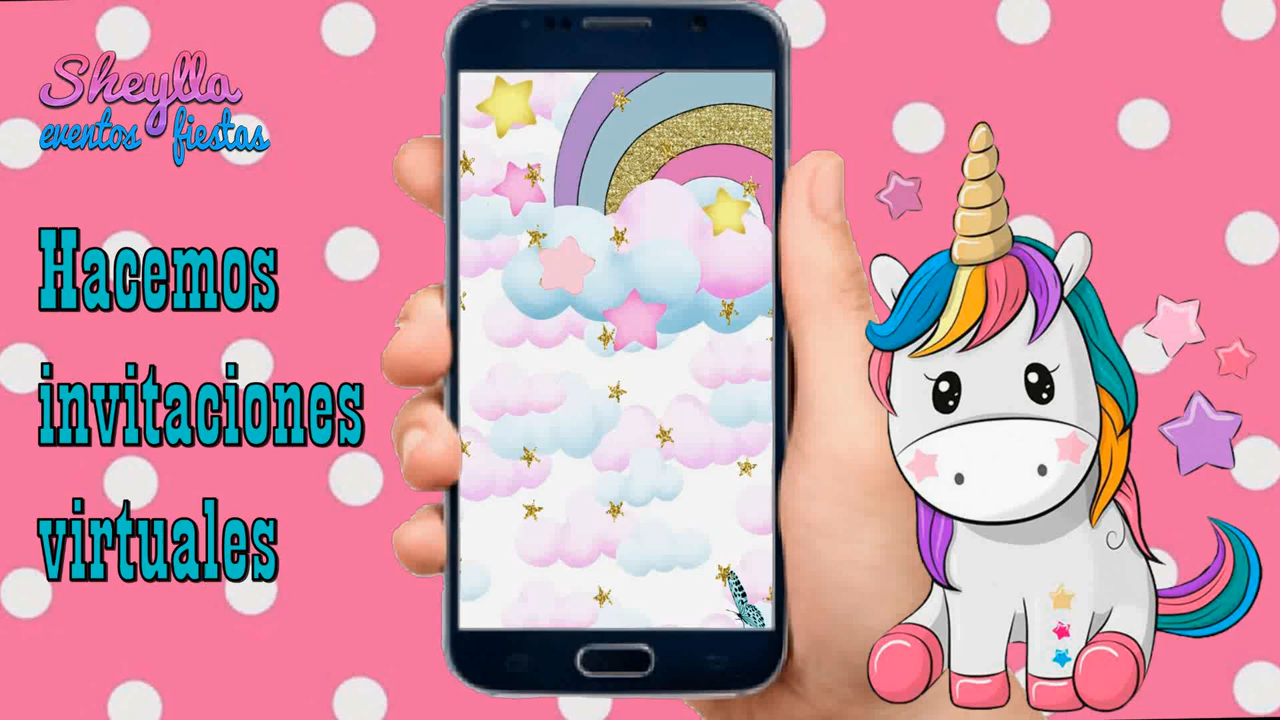 Sheylla
eventos fiestas
Hacemos
invitaciones
virtuales